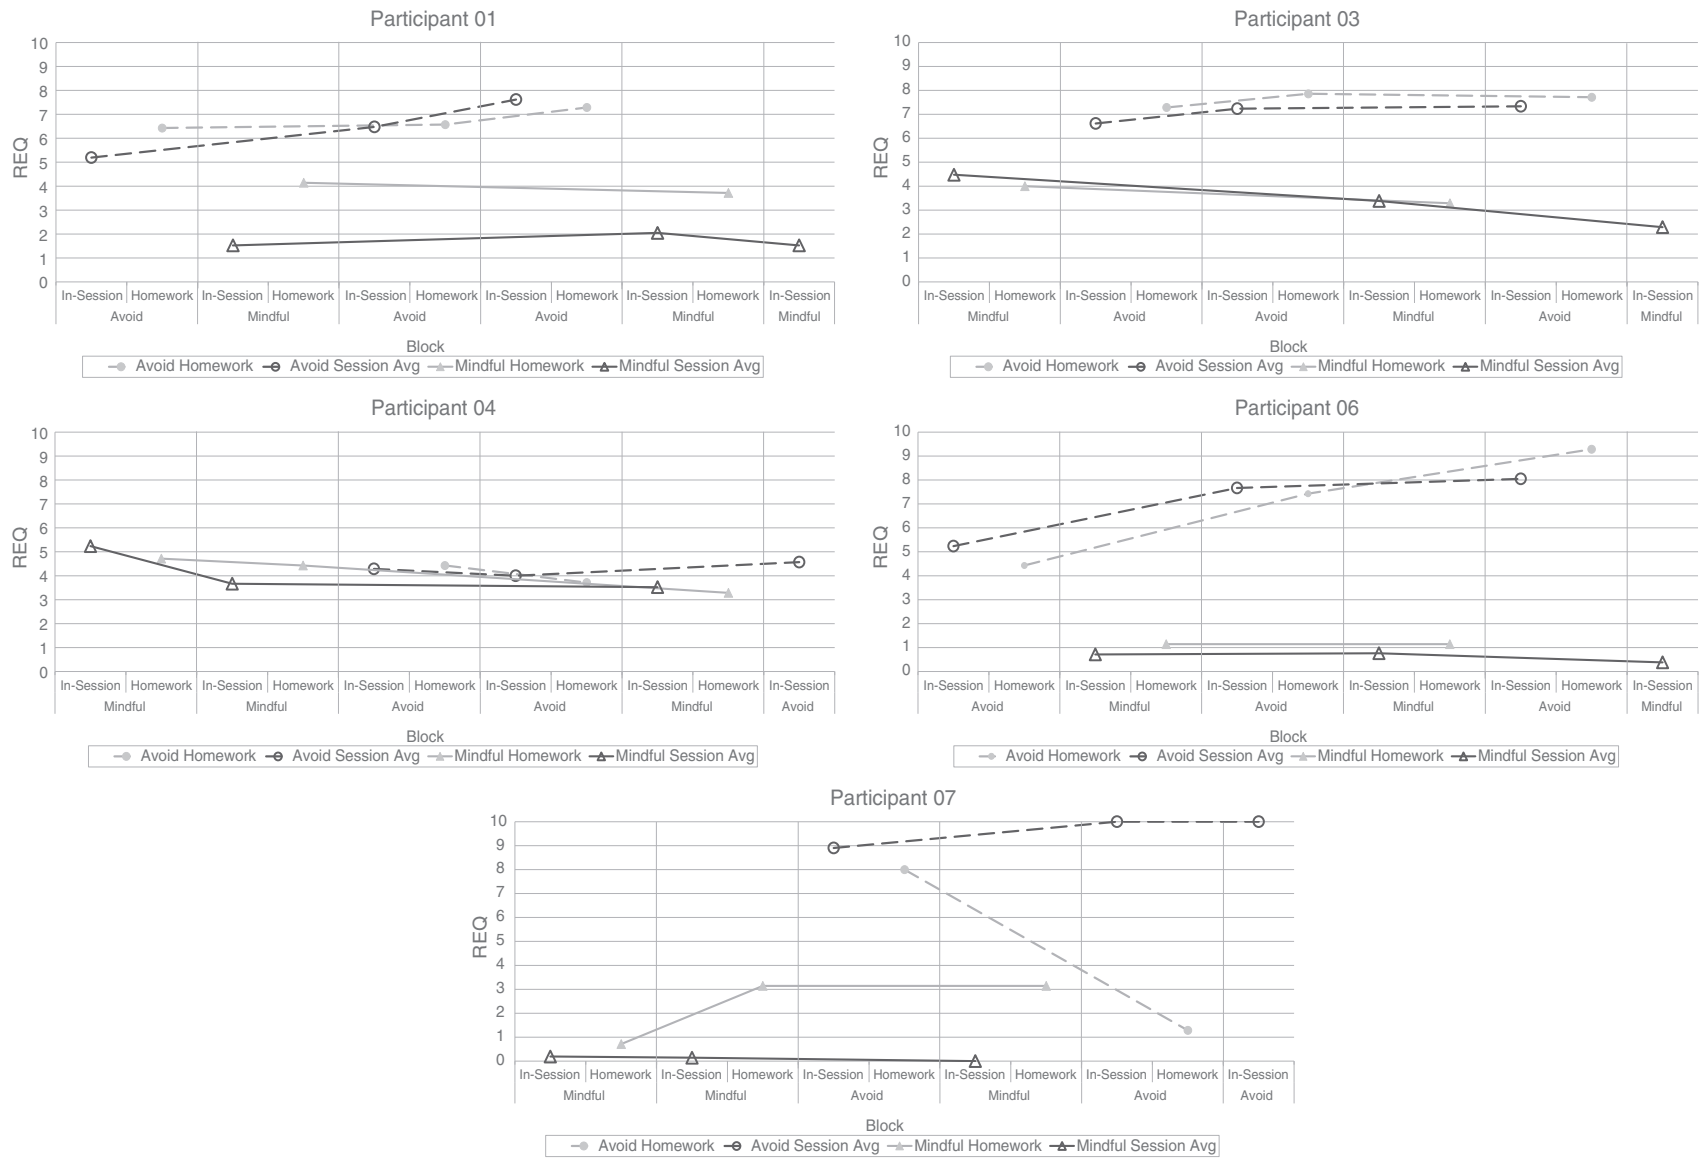 Participant 01
10
9
8
7
6
5
4
3
2
1
0
REQ
In-Session Homework In-Session Homework In-Session Homework In-Session Homework In-Session Homework In-Session
Avoid Mindful Avoid Avoid Mindful Mindful
Block
Avoid Homework Avoid Session Avg Mindful Homework Mindful Session Avg
Participant 03
10
9
8
7
6
5
4
3
2
1
0
REQ
In-Session Homework In-Session Homework In-Session Homework In-Session Homework In-Session Homework In-Session
Mindful Avoid Avoid Mindful Avoid Mindful
Block
Avoid Homework Avoid Session Avg Mindful Homework Mindful Session Avg
Participant 04
10
9
8
7
6
5
4
3
2
1
0
REQ
In-Session Homework In-Session Homework In-Session Homework In-Session Homework In-Session Homework In-Session
Mindful Mindful Avoid Avoid Mindful Avoid
Block
Avoid Homework Avoid Session Avg Mindful Homework Mindful Session Avg
Participant 06
10
9
8
7
6
5
4
3
2
1
0
REQ
In-Session Homework In-Session Homework In-Session Homework In-Session Homework In-Session Homework In-Session
Avoid Mindful Avoid Mindful Avoid Mindful
Block
Avoid Homework Avoid Session Avg Mindful Homework Mindful Session Avg
Participant 07
10
9
8
7
6
5
4
3
2
1
0
REQ
In-Session Homework In-Session Homework In-Session Homework In-Session Homework In-Session Homework In-Session
Mindful Mindful Avoid Mindful Avoid Avoid
Block
Avoid Homework Avoid Session Avg Mindful Homework Mindful Session Avg